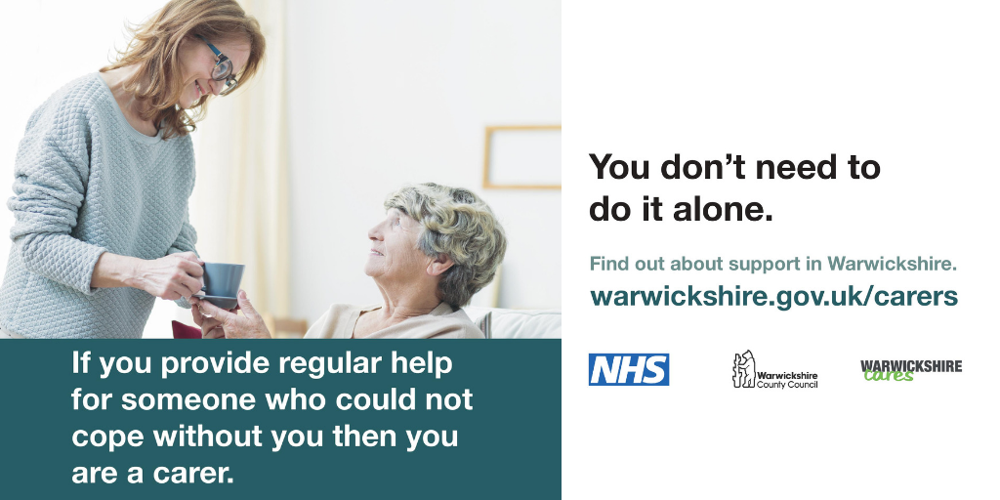 If you provide regular help
for someone who could not
cope without you then you
are a carer.
You don’t need to
do it alone.
Find out about support in Warwickshire.
warwickshire.gov.uk/carers
NHS
Warwickshire
County Council
WARWICKSHIRE
cares